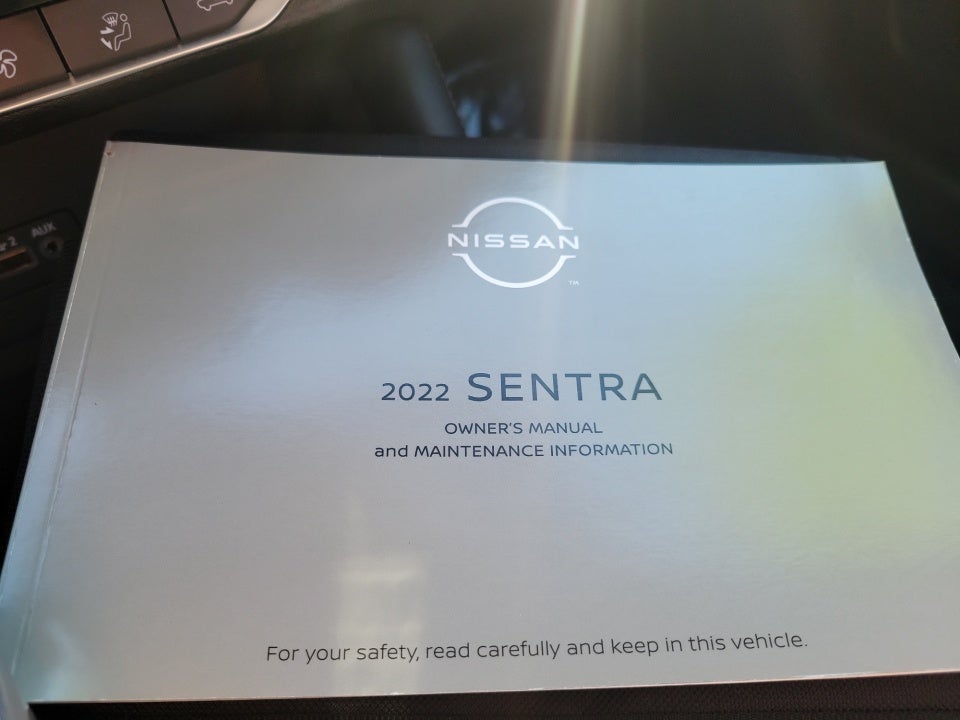 AUX
NISSAN
TM
2022 SENTRA
OWNER'S MANUAL
and MAINTENANCE INFORMATION
For your safety, read carefully and keep in this vehicle.